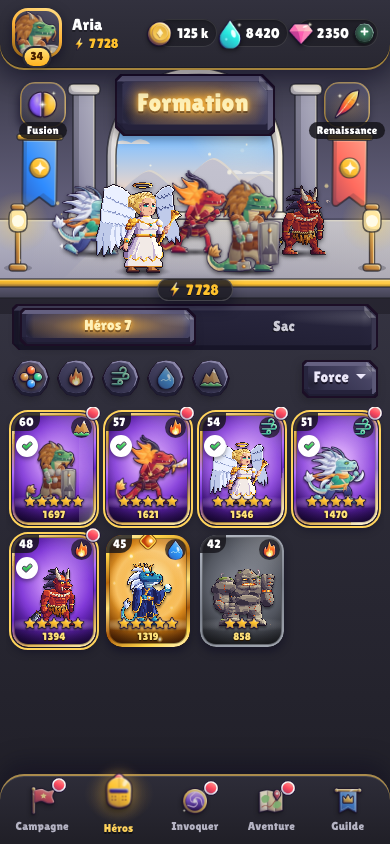 Aria
7728
34
125 k
8420
2350
Formation
Fusion
Renaissance
7728
Héros 7
Sac
Force
60
1697
57
1621
54
1546
51
1470
48
1394
45
1319
42
858
Campagne
Héros
Invoquer
Aventure
Guilde